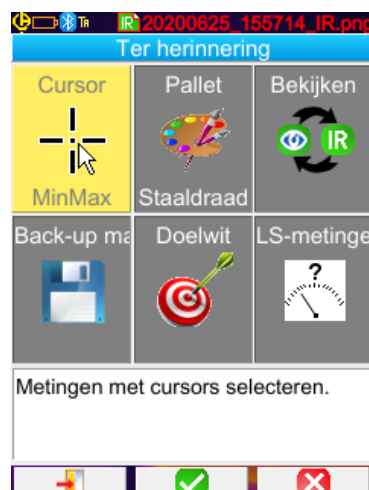 IR 20200625_155714_IR.png
Ter herinnering
Cursor
MinMax
Pallet
Staaldraad
Bekijken
IR
Back-up ma
Doelwit
LS-metinge
?
Metingen met cursors selecteren.